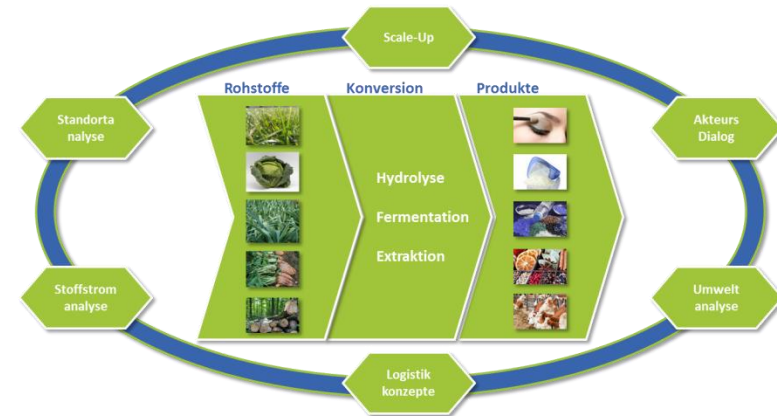 Scale-Up
Rohstoffe
Konversion
Produkte
Standorta
nalyse
Akteurs
Dialog
Hydrolyse
Fermentation
Extraktion
Stoffstrom
analyse
Umwelt
analyse
Logistik
konzepte